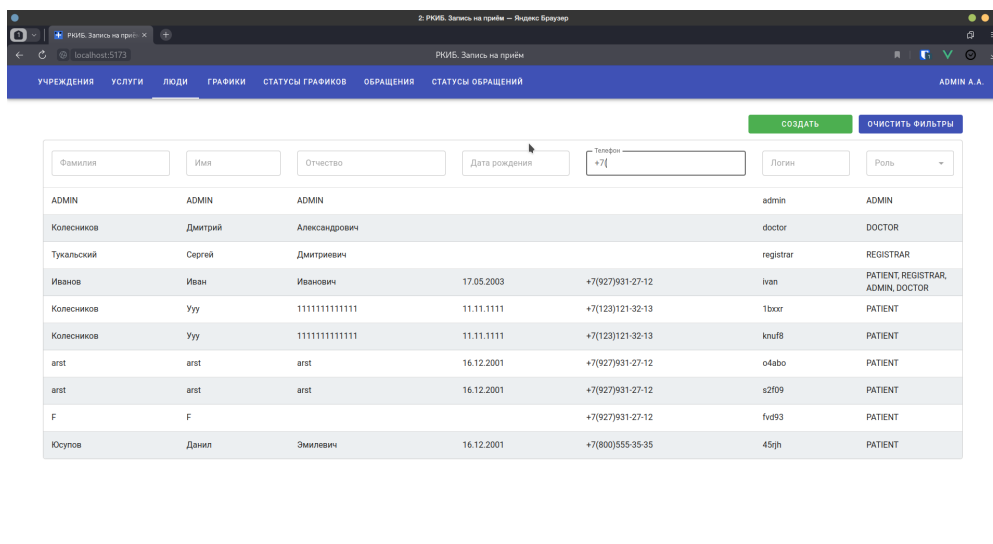 2: РКИБ. Запись на приём — Яндекс Браузер
1 РКИБ. Запись на приём
localhost:5173 РКИБ. Запись на приём
УЧРЕЖДЕНИЯ УСЛУГИ ЛЮДИ ГРАФИКИ СТАТУСЫ ГРАФИКОВ ОБРАЩЕНИЯ СТАТУСЫ ОБРАЩЕНИЙ ADMIN A.A.
СОЗДАТЬ ОЧИСТИТЬ ФИЛЬТРЫ
Телефон
Фамилия Имя Отчество Дата рождения +7( Логин Роль
ADMIN ADMIN ADMIN admin ADMIN
Колесников Дмитрий Александрович doctor DOCTOR
Тукальский Сергей Дмитриевич registrar REGISTRAR
Иванов Иван Иванович 17.05.2003 +7(927)931-27-12 ivan PATIENT, REGISTRAR,
ADMIN, DOCTOR
Колесников Ууу 1111111111111 11.11.1111 +7(123)121-32-13 1bxxr PATIENT
Колесников Ууу 1111111111111 11.11.1111 +7(123)121-32-13 knuf8 PATIENT
arst arst arst 16.12.2001 +7(927)931-27-12 o4abo PATIENT
arst arst arst 16.12.2001 +7(927)931-27-12 s2f09 PATIENT
F F +7(927)931-27-12 fvd93 PATIENT
Юсупов Данил Эмилевич 16.12.2001 +7(800)555-35-35 45rjh PATIENT